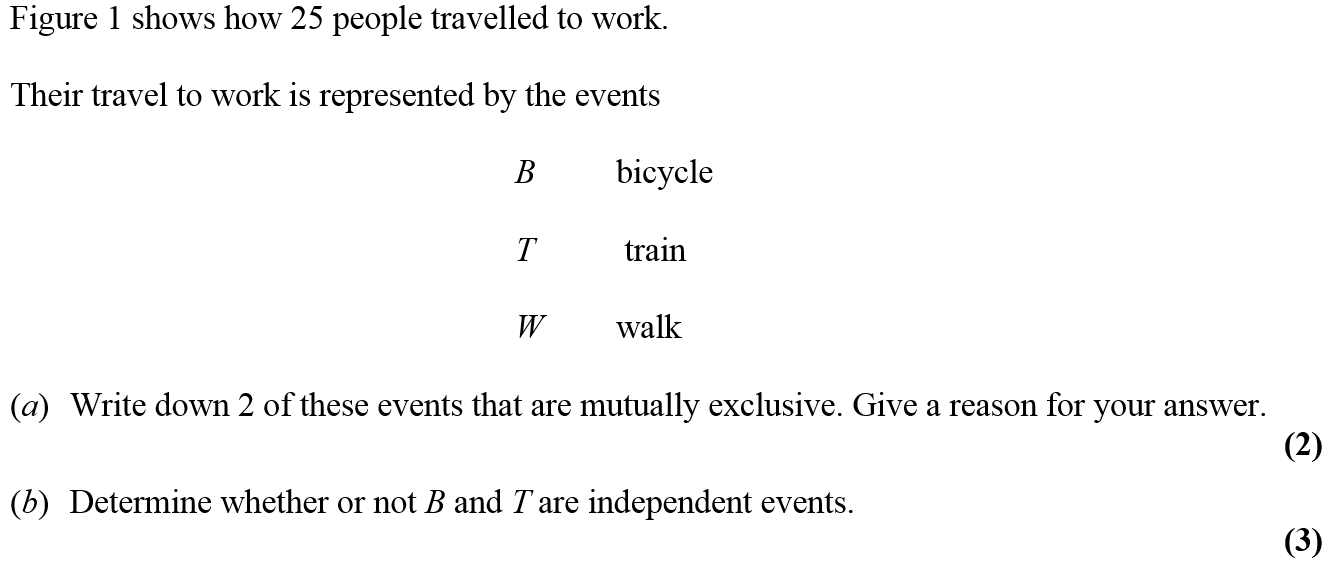 Figure 1 shows how 25 people travelled to work.
Their travel to work is represented by the events
B bicycle
T train
W walk
(a) Write down 2 of these events that are mutually exclusive. Give a reason for your answer.
(2)
(b) Determine whether or not B and T are independent events.
(3)